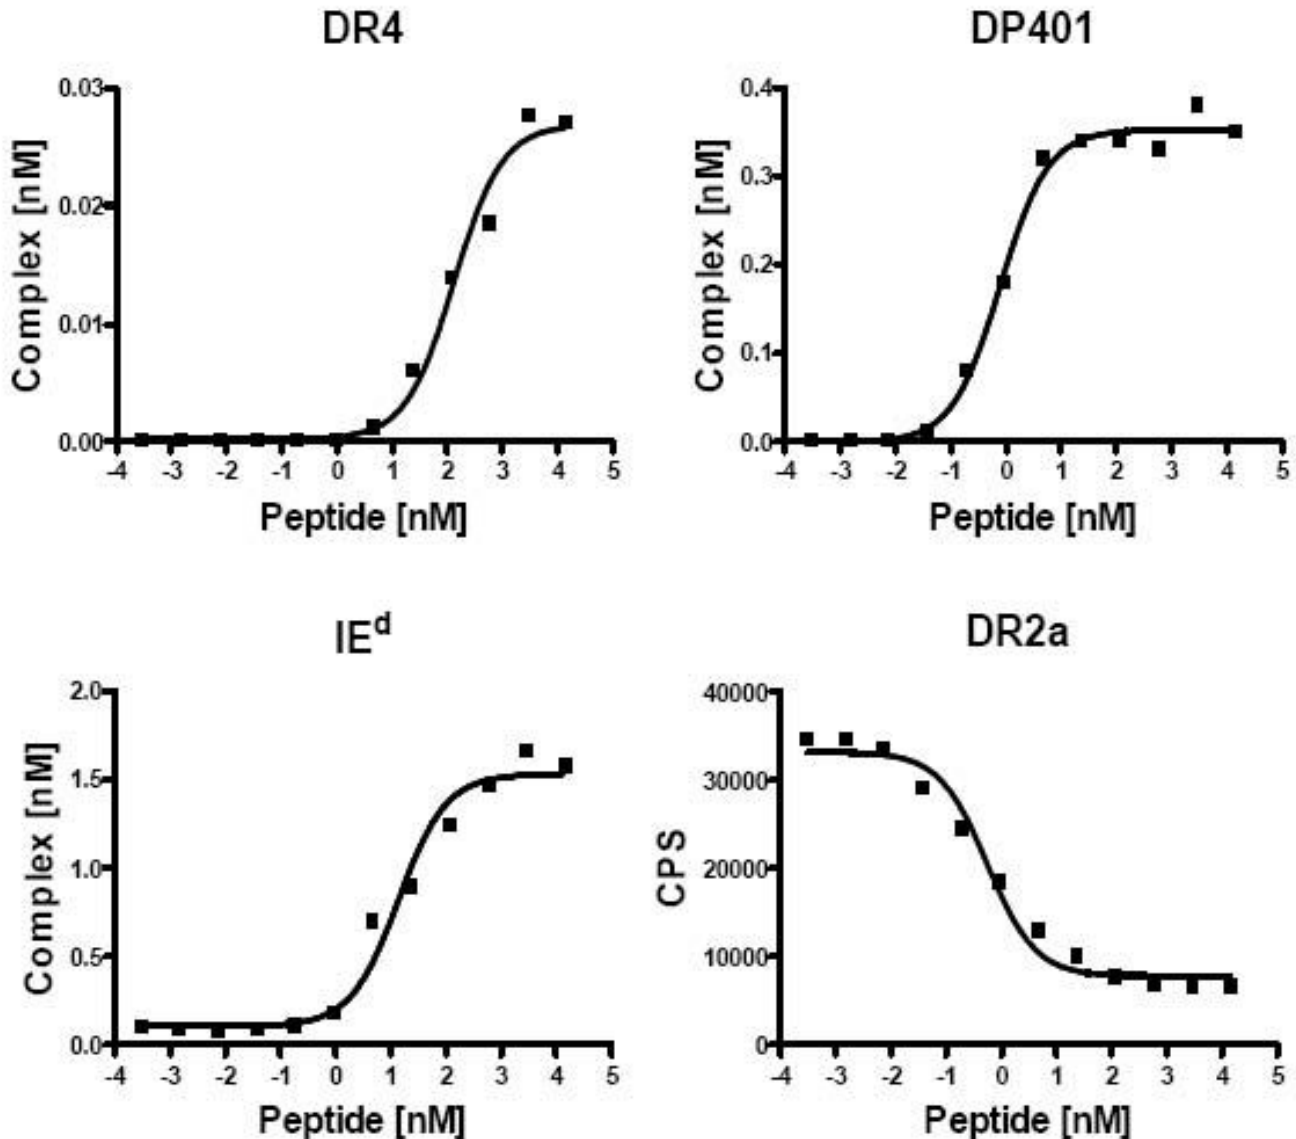 DR4
DP401
0.03
0.02
0.01
0.00
Complex [nM]
-4 -3 -2 -1 0 1 2 3 4 5
Peptide [nM]
0.4
0.3
0.2
0.1
0.0
Complex [nM]
-4 -3 -2 -1 0 1 2 3 4 5
Peptide [nM]
IEᵈ
DR2a
2.0
1.5
1.0
0.5
0.0
Complex [nM]
-4 -3 -2 -1 0 1 2 3 4 5
Peptide [nM]
40000
30000
20000
10000
0
CPS
-4 -3 -2 -1 0 1 2 3 4 5
Peptide [nM]